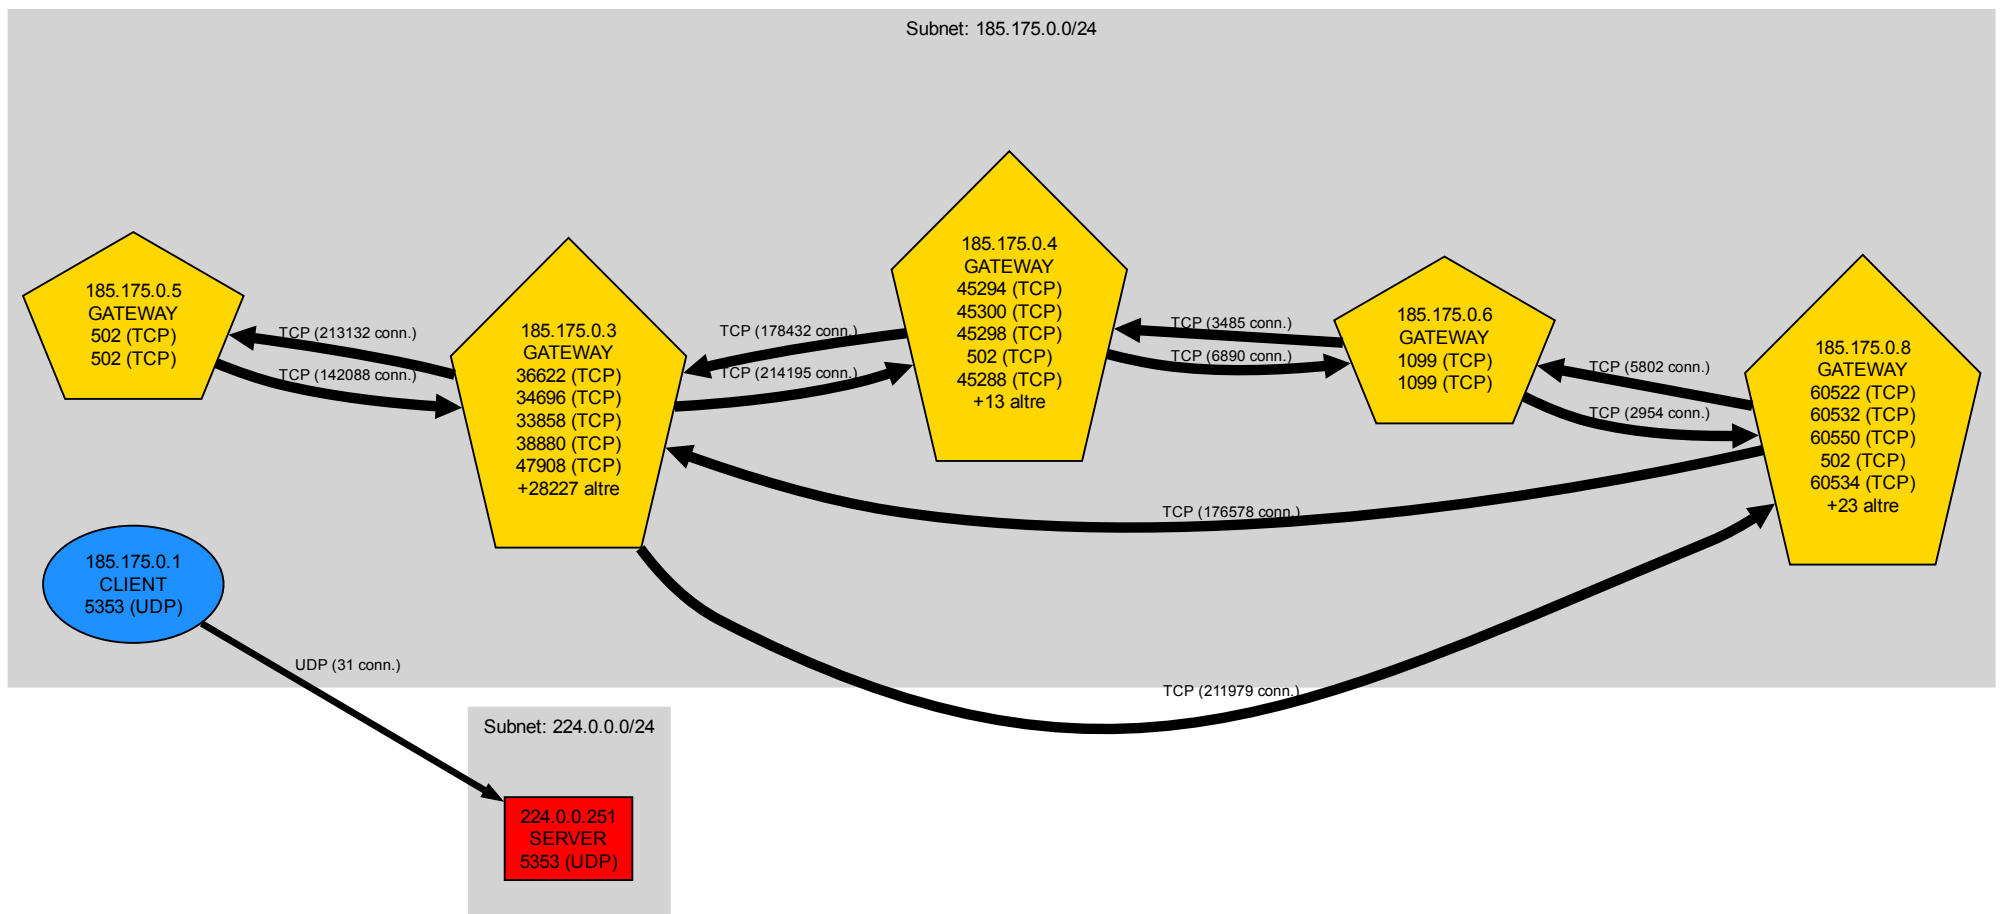 Subnet: 185.175.0.0/24
185.175.0.5
GATEWAY
502 (TCP)
502 (TCP)
TCP (213132 conn.)
TCP (142088 conn.)
185.175.0.3
GATEWAY
36622 (TCP)
34696 (TCP)
33858 (TCP)
38880 (TCP)
47908 (TCP)
+28227 altre
TCP (178432 conn.)
TCP (214195 conn.)
185.175.0.4
GATEWAY
45294 (TCP)
45300 (TCP)
45298 (TCP)
502 (TCP)
45288 (TCP)
+13 altre
TCP (3485 conn.)
TCP (6890 conn.)
185.175.0.6
GATEWAY
1099 (TCP)
1099 (TCP)
TCP (5802 conn.)
TCP (2954 conn.)
185.175.0.8
GATEWAY
60522 (TCP)
60532 (TCP)
60550 (TCP)
502 (TCP)
60534 (TCP)
+23 altre
TCP (176578 conn.)
TCP (211979 conn.)
185.175.0.1
CLIENT
5353 (UDP)
UDP (31 conn.)
Subnet: 224.0.0.0/24
224.0.0.251
SERVER
5353 (UDP)